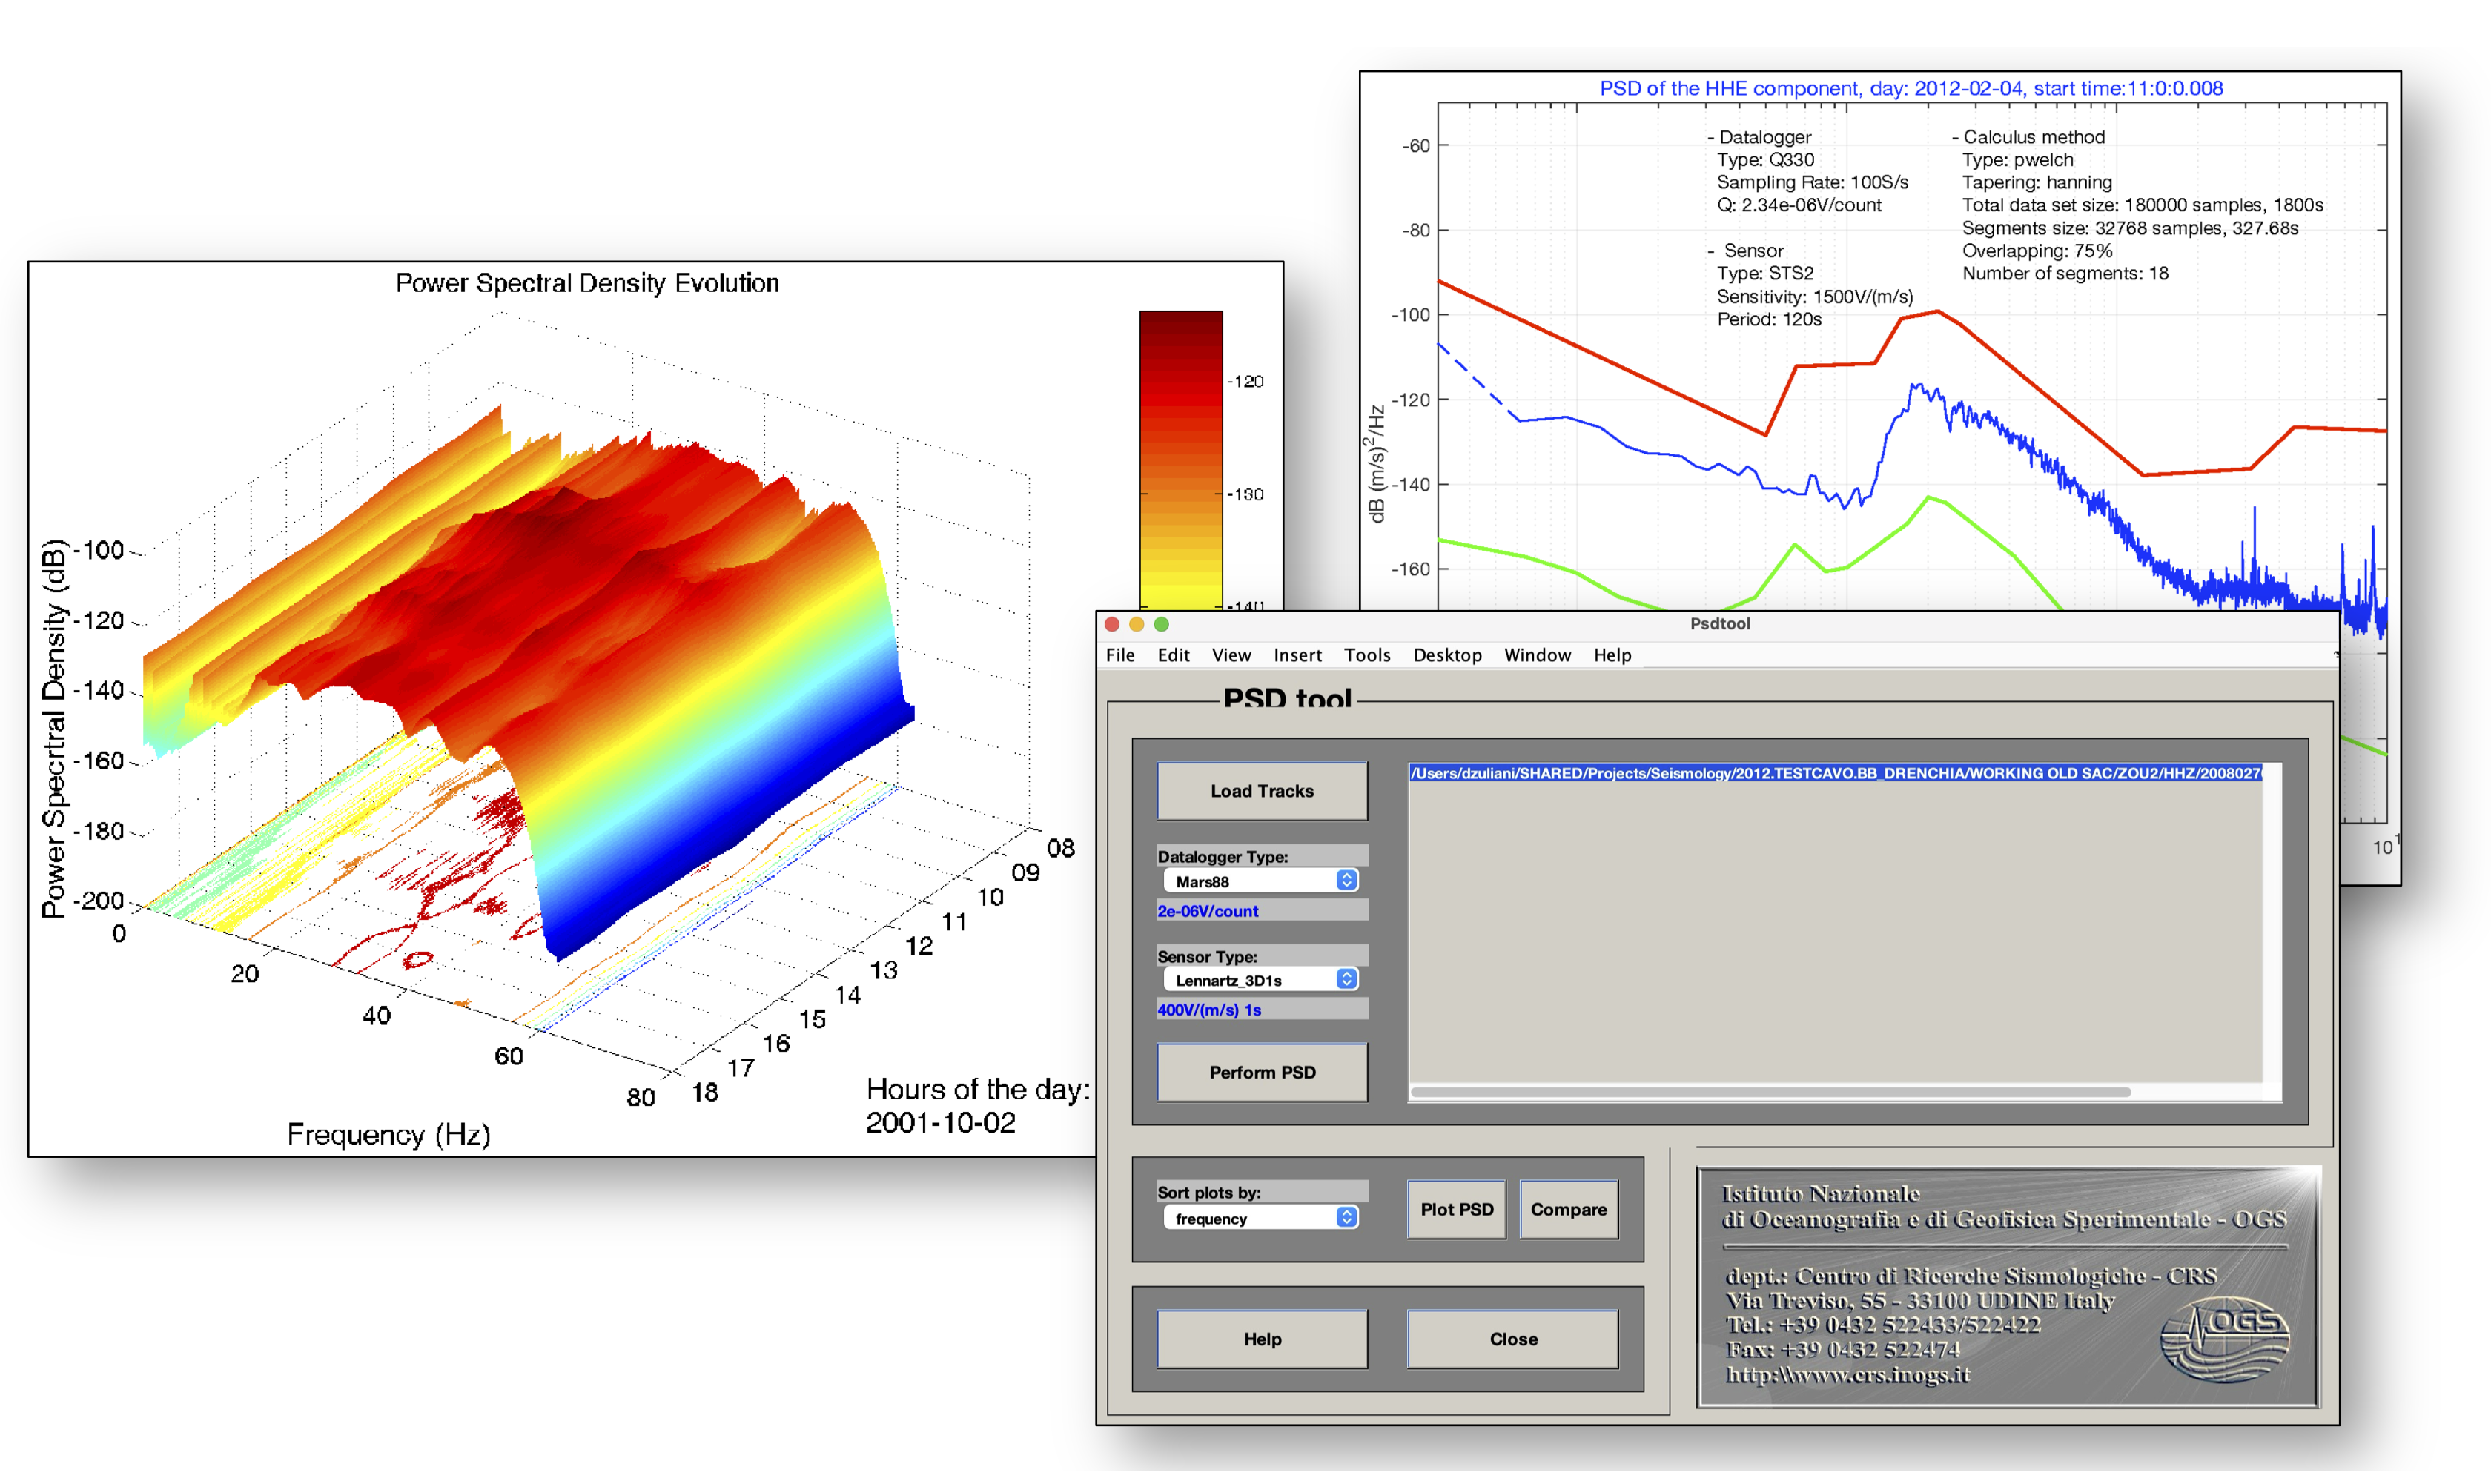 Power Spectral Density Evolution
Power Specrtral Density (dB)
-100
-120
-140
-160
-180
-200
0
20
40
60
80
Frequency (Hz)
08
09
10
11
12
13
14
15
16
17
18
Hours of the day:
2001-10-02
-120
-130
-140
PSD of the HHE component, day: 2012-02-04, start time:11:0:0.008
- Datalogger
Type: Q330
Sampling Rate: 100S/s
Q: 2.34e-06V/count
- Sensor
Type: STS2
Sensitivity: 1500V/(m/s)
Period: 120s
- Calculus method
Type: pwelch
Tapering: hanning
Total data set size: 180000 samples, 1800s
Segments size: 32768 samples, 327.68s
Overlapping: 75%
Number of segments: 18
dB (m/s)²/Hz
-60
-80
-100
-120
-140
-160
10¹
Psdtool
File Edit View Insert Tools Desktop Window Help
PSD tool
Load Tracks
/Users/dzuliani/SHARED/Projects/Seismology/2012.TESTCAVO.BB_DRENCHIA/WORKING OLD SAC/ZOU2/HHZ/2008027
Datalogger Type:
Mars88
2e-06V/count
Sensor Type:
Lennartz_3D1s
400V/(m/s) 1s
Perform PSD
Sort plots by:
frequency
Plot PSD
Compare
Help
Close
Istituto Nazionale
di Oceanografia e di Geofisica Sperimentale - OGS
dept.: Centro di Ricerche Sismologiche - CRS
Via Treviso, 55 - 33100 UDINE Italy
Tel.: +39 0432 522433/522422
Fax: +39 0432 522474
http:\\www.crs.inogs.it
OGS